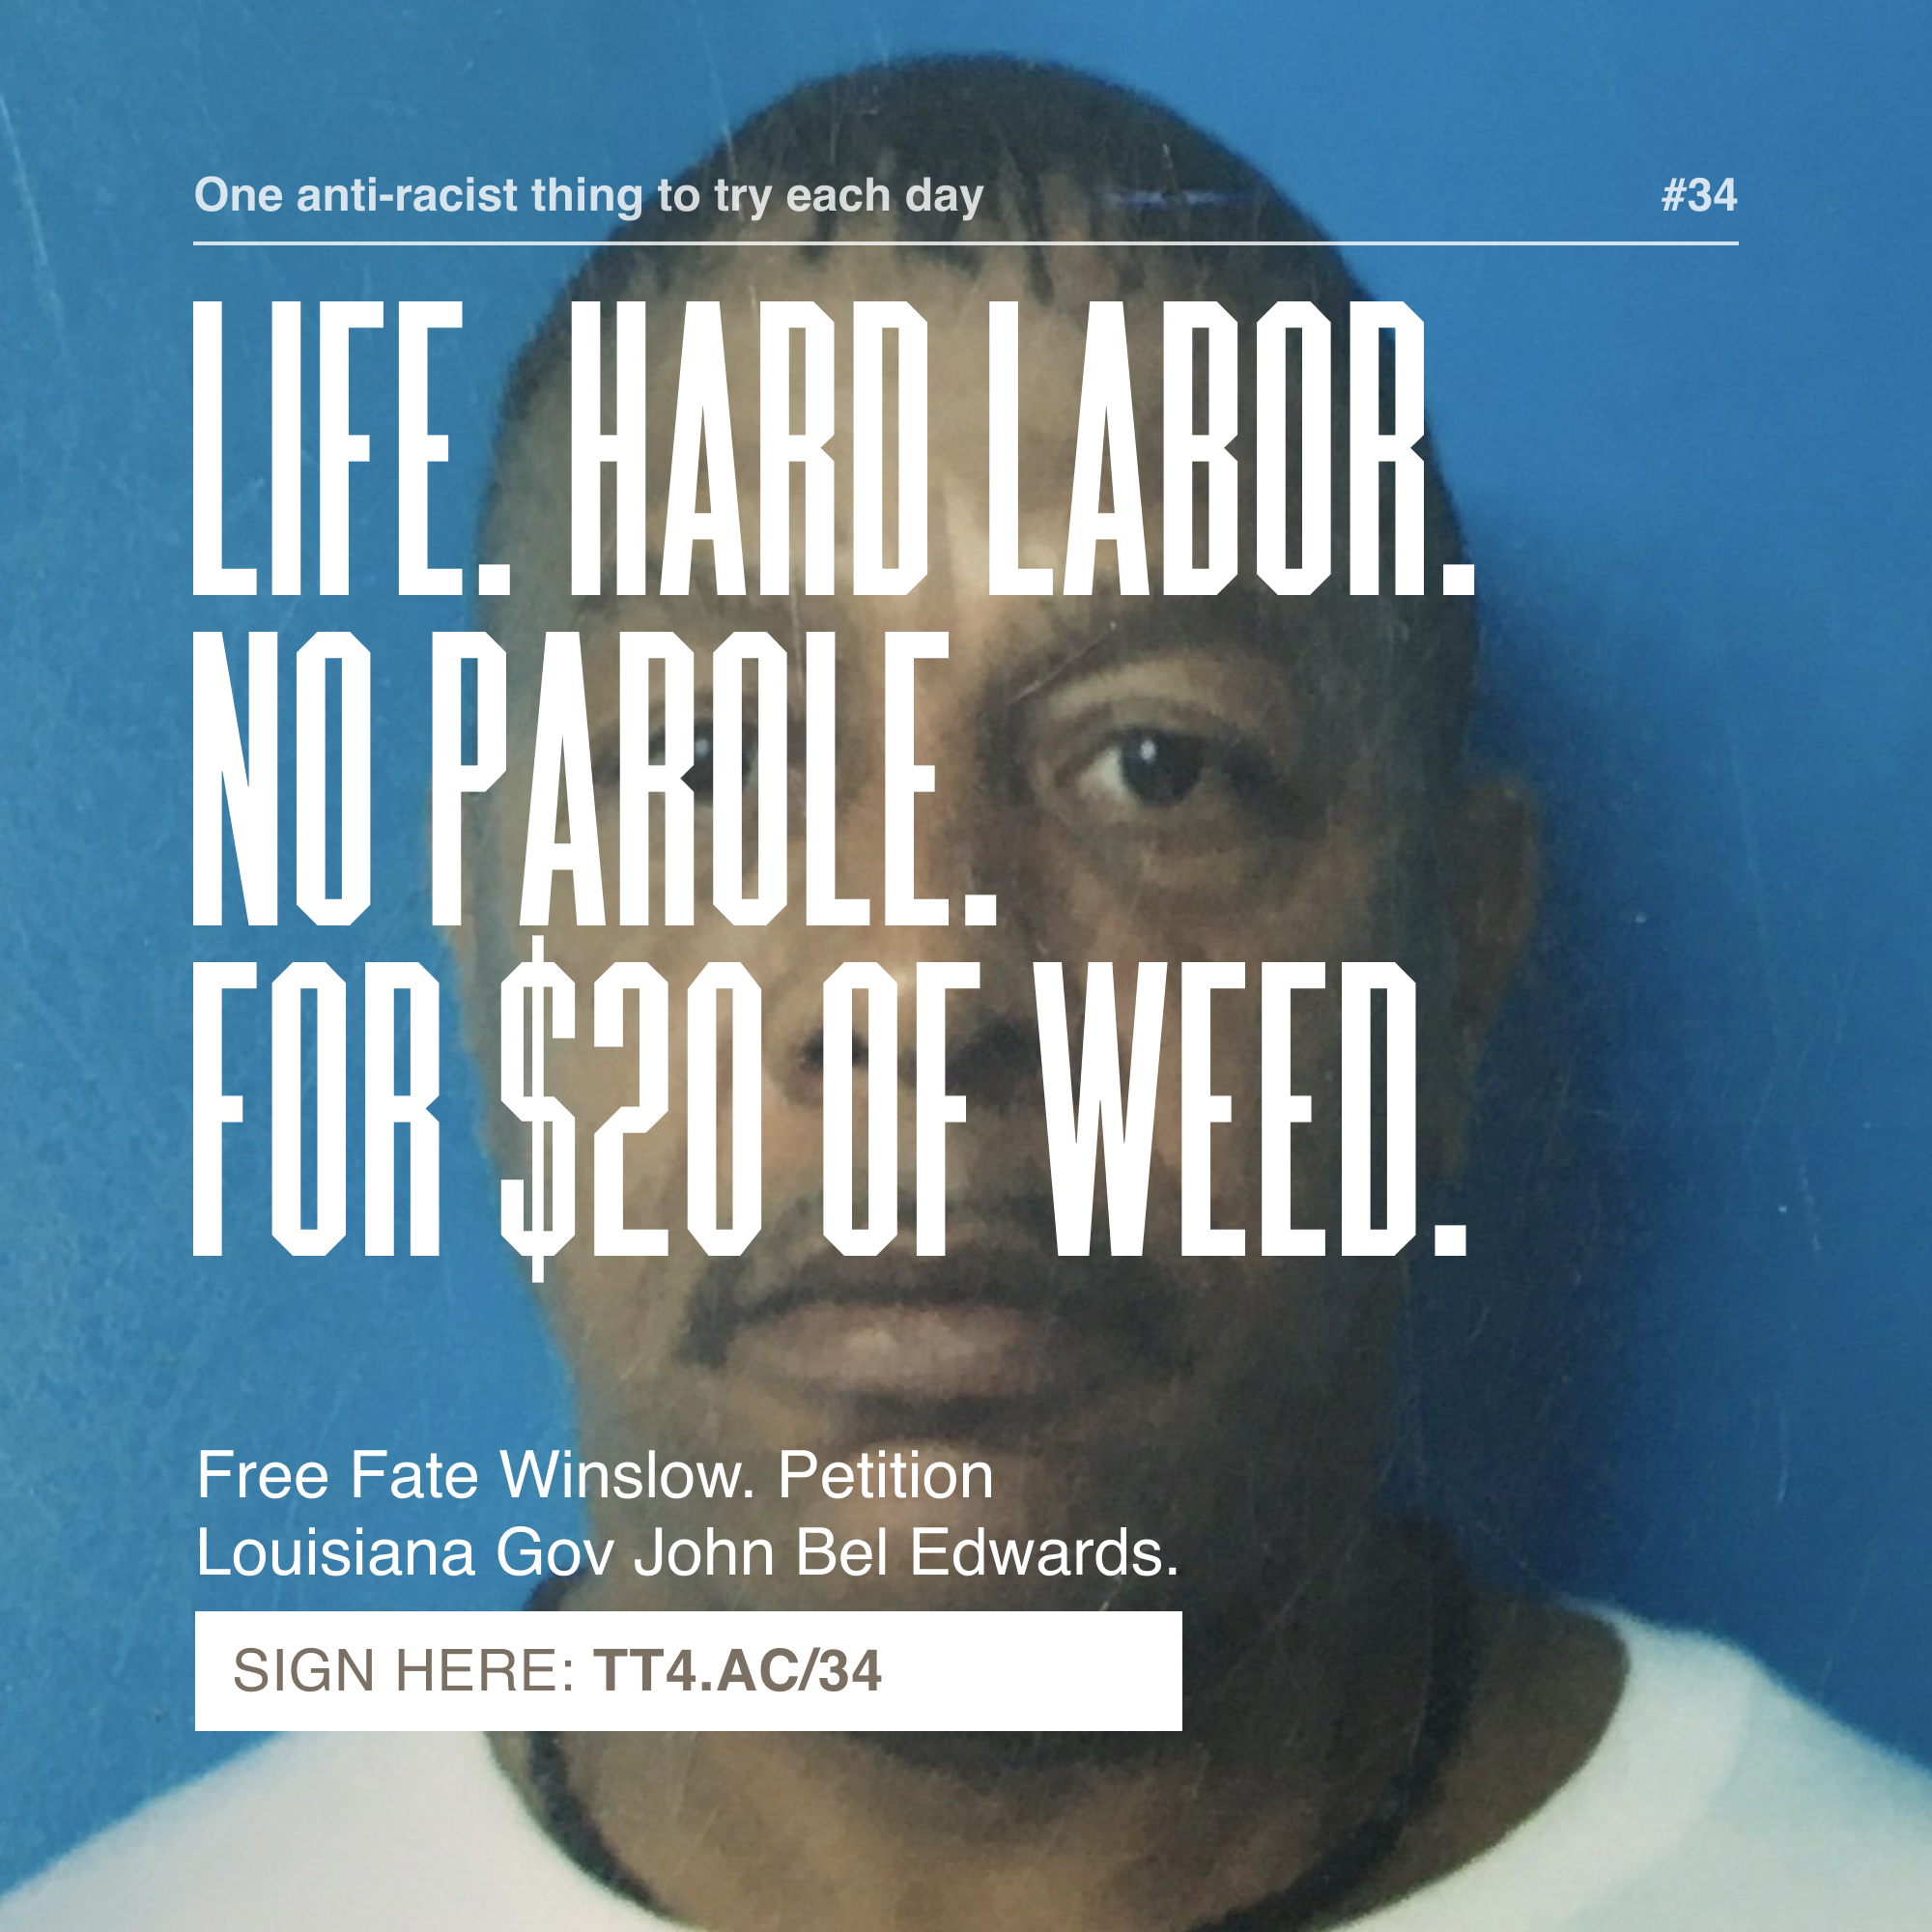 One anti-racist thing to try each day
#34
LIFE. HARD LABOR.
NO PAROLE.
FOR $20 OF WEED.
Free Fate Winslow. Petition
Louisiana Gov John Bel Edwards.
SIGN HERE: TT4.AC/34